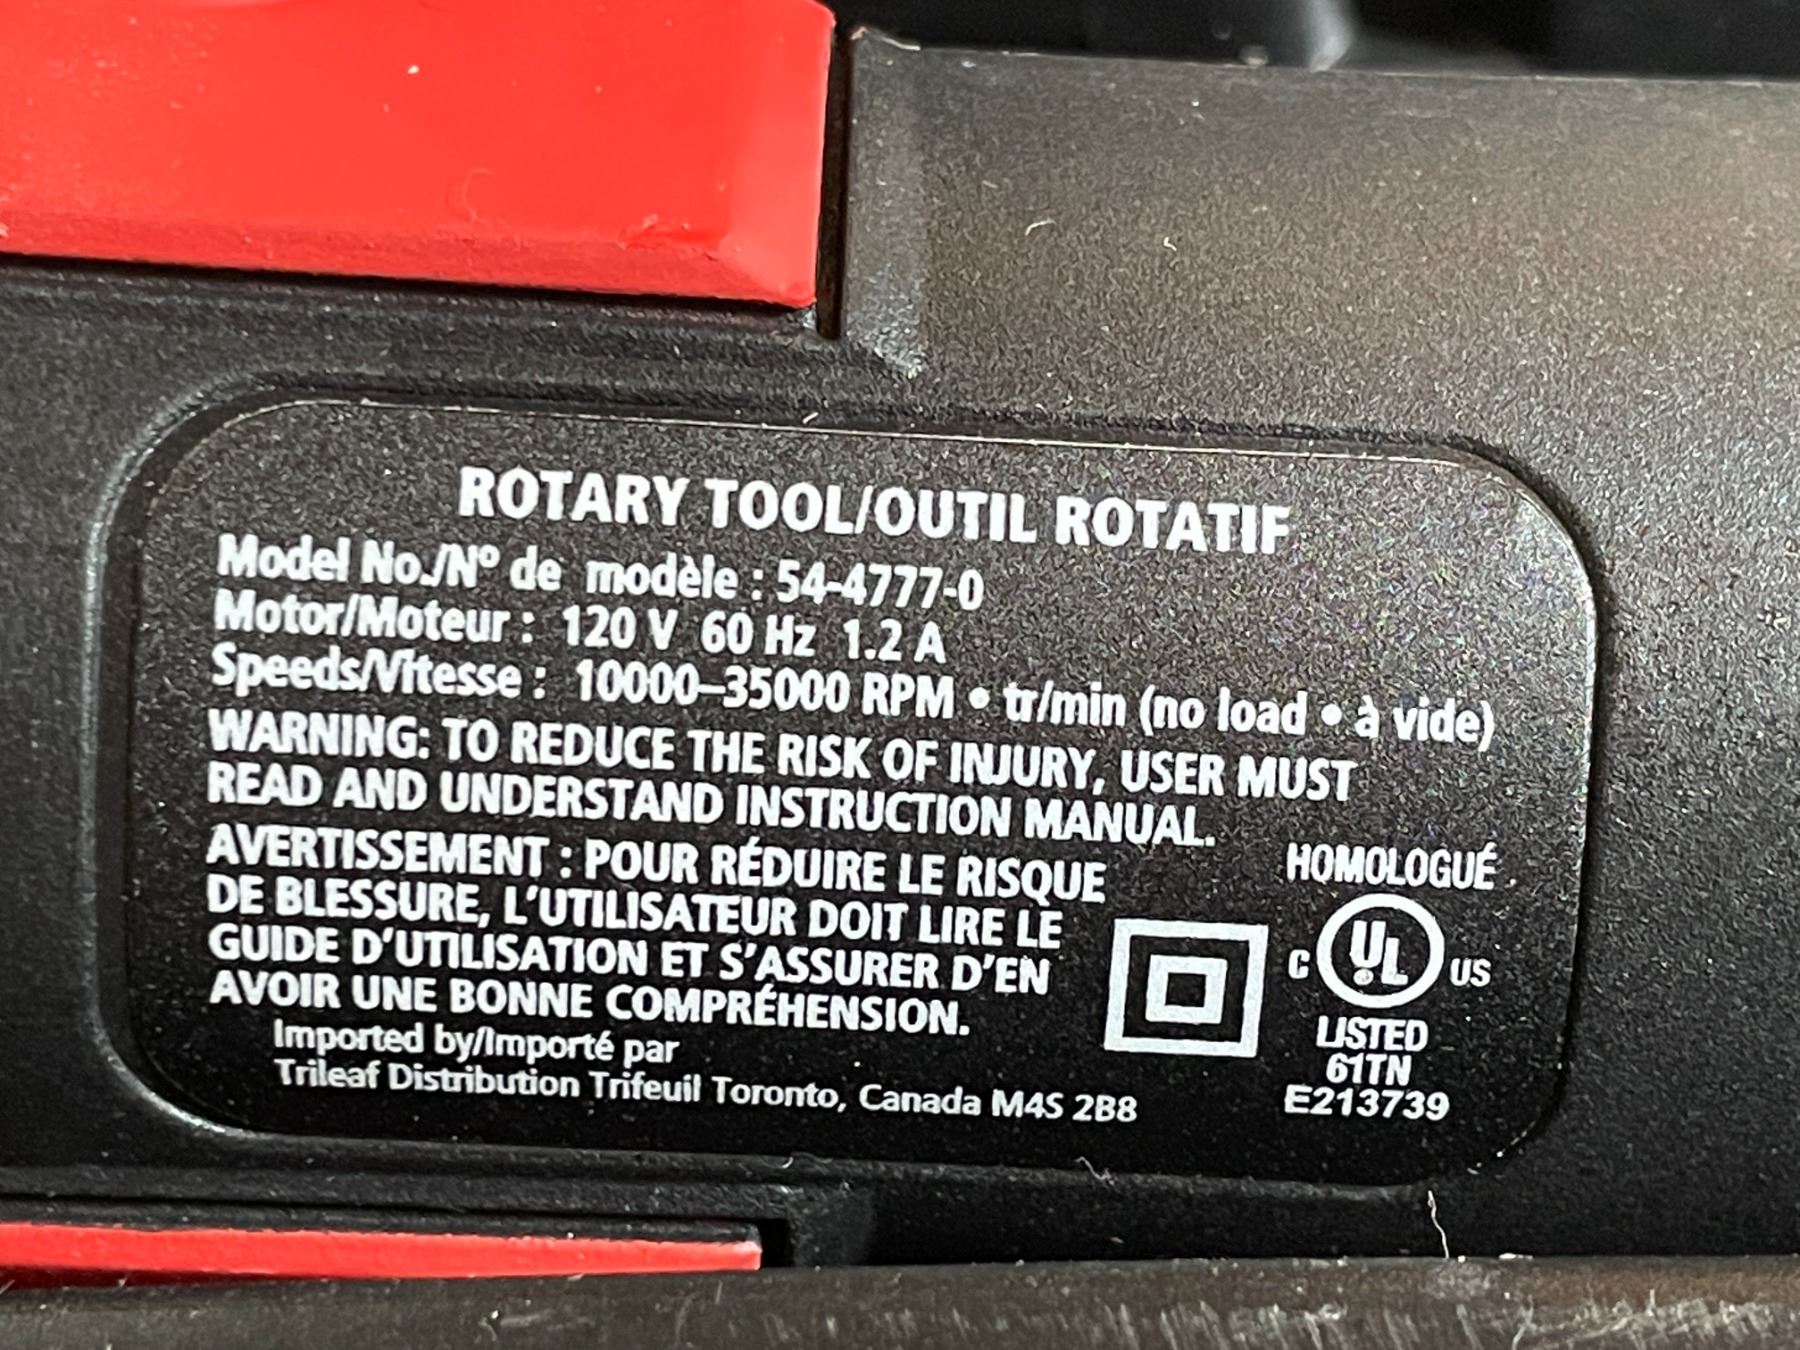 ROTARY TOOL/OUTIL ROTATIF
Model No./Nº de modèle : 54-4777-0
Motor/Moteur : 120 V 60 Hz 1.2 A
Speeds/Vitesse : 10000–35000 RPM • tr/min (no load • à vide)
WARNING: TO REDUCE THE RISK OF INJURY, USER MUST
READ AND UNDERSTAND INSTRUCTION MANUAL.
AVERTISSEMENT : POUR RÉDUIRE LE RISQUE
DE BLESSURE, L'UTILISATEUR DOIT LIRE LE
GUIDE D'UTILISATION ET S'ASSURER D'EN
AVOIR UNE BONNE COMPRÉHENSION.
Imported by/Importé par
Trileaf Distribution Trifeuil Toronto, Canada M4S 2B8
HOMOLOGUÉ
C UL US
LISTED
61TN
E213739